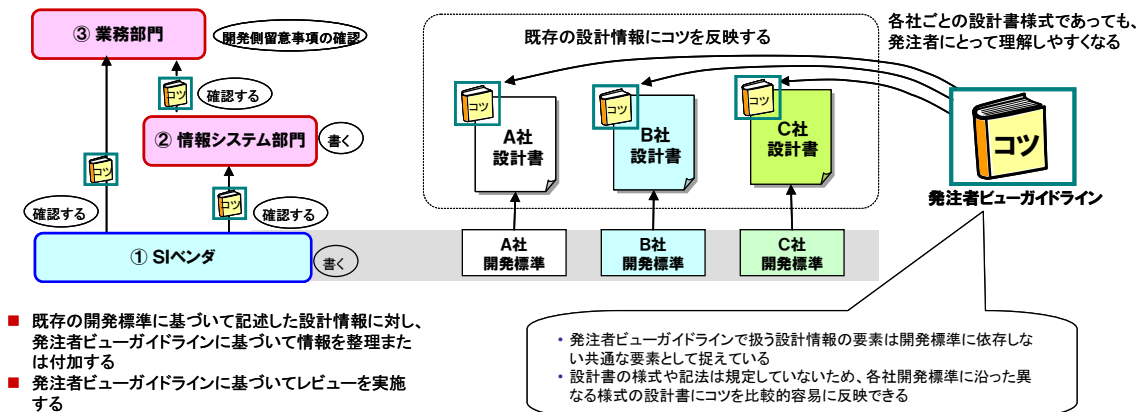 ③ 業務部門
開発側留意事項の確認
コツ
確認する
② 情報システム部門
書く
コツ
コツ
確認する
確認する
① SIベンダ
書く
既存の設計情報にコツを反映する
コツ
A社
設計書
コツ
B社
設計書
コツ
C社
設計書
A社
開発標準
B社
開発標準
C社
開発標準
各社ごとの設計書様式であっても、
発注者にとって理解しやすくなる
コツ
発注者ビューガイドライン
■ 既存の開発標準に基づいて記述した設計情報に対し、
発注者ビューガイドラインに基づいて情報を整理また
は付加する
■ 発注者ビューガイドラインに基づいてレビューを実施
する
• 発注者ビューガイドラインで扱う設計情報の要素は開発標準に依存しな
い共通な要素として捉えている
• 設計書の様式や記法は規定していないため、各社開発標準に沿った異
なる様式の設計書にコツを比較的容易に反映できる